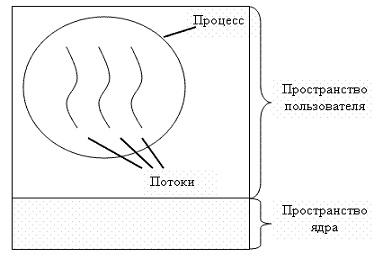 Процесс
Пространство
пользователя
Потоки
Пространство
ядра